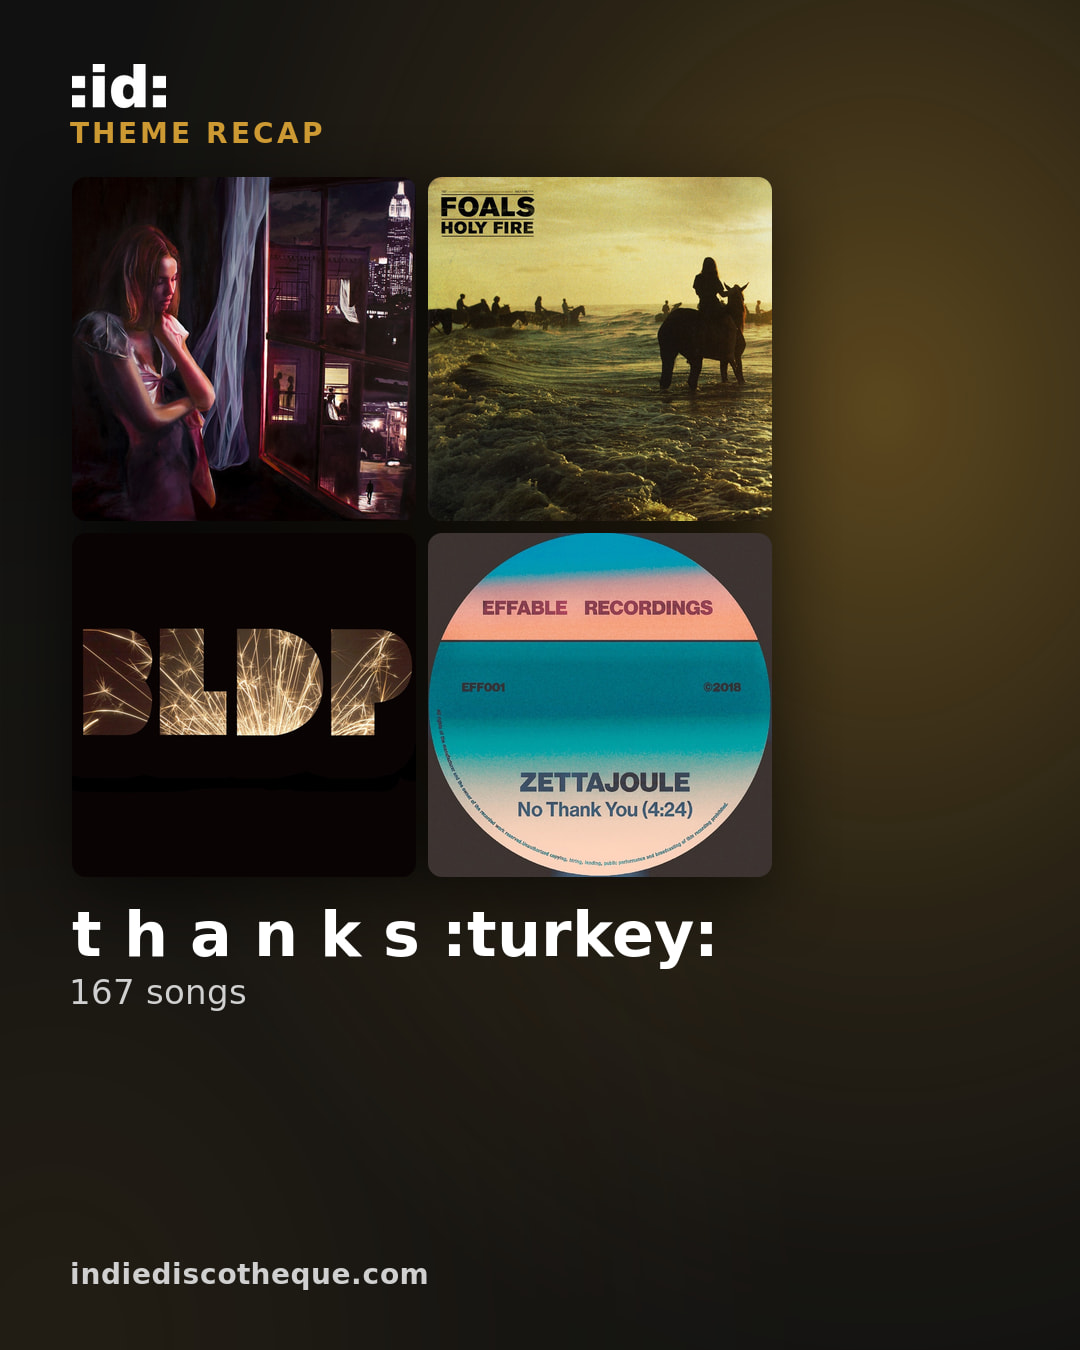 :id:
THEME RECAP
FOALS
HOLY FIRE
BLDP
EFFABLE RECORDINGS
EFF001
©2018
ZETTAJOULE
No Thank You (4:24)
t h a n k s :turkey:
167 songs
indiediscotheque.com